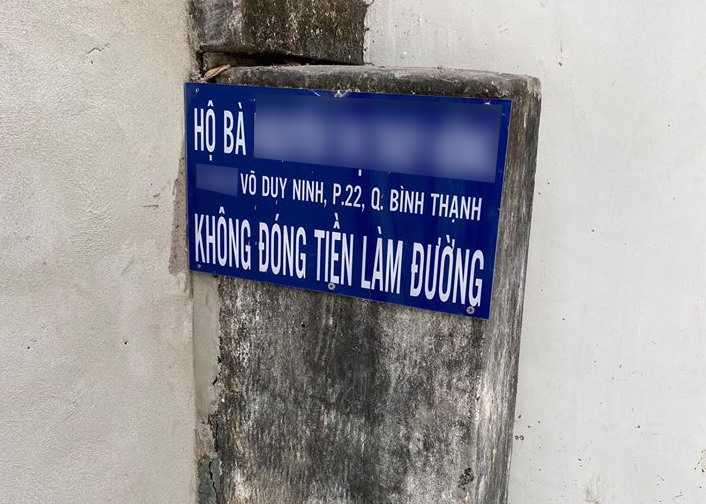 HỘ BÀ
VÕ DUY NINH, P.22, Q. BÌNH THẠNH
KHÔNG ĐÓNG TIỀN LÀM ĐƯỜNG